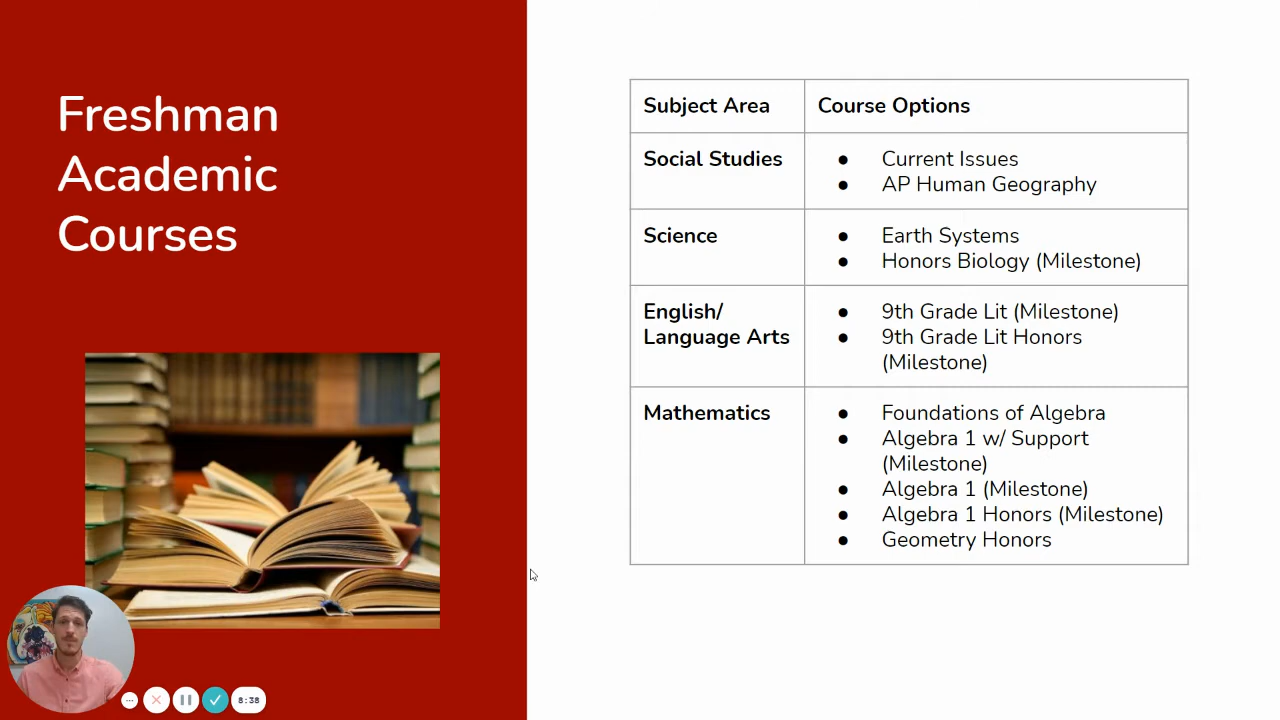 Freshman
Academic
Courses
Subject Area
Course Options
Social Studies
● Current Issues
● AP Human Geography
Science
● Earth Systems
● Honors Biology (Milestone)
English/
Language Arts
● 9th Grade Lit (Milestone)
● 9th Grade Lit Honors
(Milestone)
Mathematics
● Foundations of Algebra
● Algebra 1 w/ Support
(Milestone)
● Algebra 1 (Milestone)
● Algebra 1 Honors (Milestone)
● Geometry Honors
8:38